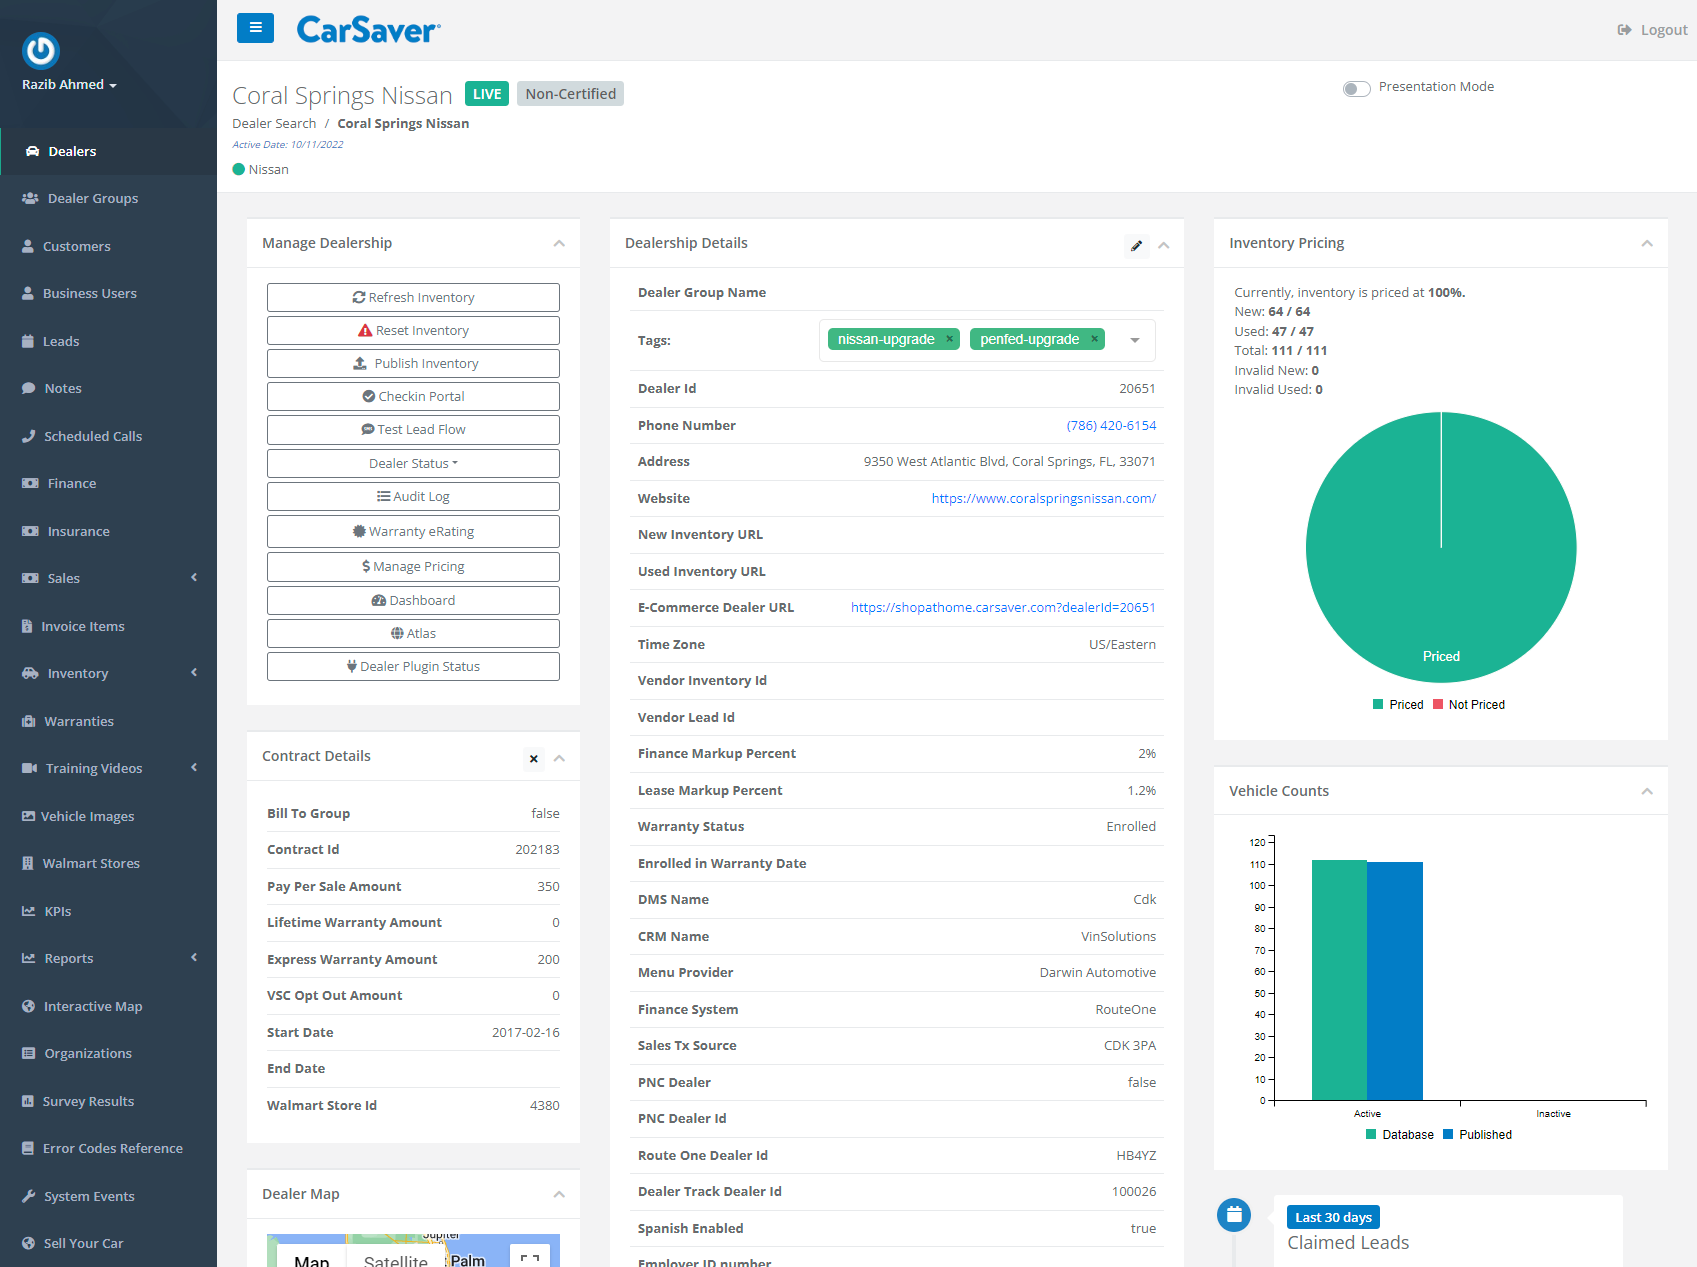 Razib Ahmed
Dealers
Dealer Groups
Customers
Business Users
Leads
Notes
Scheduled Calls
Finance
Insurance
Sales
Invoice Items
Inventory
Warranties
Training Videos
Vehicle Images
Walmart Stores
KPIs
Reports
Interactive Map
Organizations
Survey Results
Error Codes Reference
System Events
Sell Your Car
CarSaver
Logout
Coral Springs Nissan LIVE Non-Certified
Presentation Mode
Dealer Search / Coral Springs Nissan
Active Date: 10/11/2022
Nissan
Manage Dealership
Refresh Inventory
Reset Inventory
Publish Inventory
Checkin Portal
Test Lead Flow
Dealer Status
Audit Log
Warranty eRating
Manage Pricing
Dashboard
Atlas
Dealer Plugin Status
Contract Details
Bill To Group false
Contract Id 202183
Pay Per Sale Amount 350
Lifetime Warranty Amount 0
Express Warranty Amount 200
VSC Opt Out Amount 0
Start Date 2017-02-16
End Date
Walmart Store Id 4380
Dealer Map
Jupiter
Map Satellite
Palm
Dealership Details
Dealer Group Name
Tags: nissan-upgrade × penfed-upgrade ×
Dealer Id 20651
Phone Number (786) 420-6154
Address 9350 West Atlantic Blvd, Coral Springs, FL, 33071
Website https://www.coralspringsnissan.com/
New Inventory URL
Used Inventory URL
E-Commerce Dealer URL https://shopathome.carsaver.com?dealerId=20651
Time Zone US/Eastern
Vendor Inventory Id
Vendor Lead Id
Finance Markup Percent 2%
Lease Markup Percent 1.2%
Warranty Status Enrolled
Enrolled in Warranty Date
DMS Name Cdk
CRM Name VinSolutions
Menu Provider Darwin Automotive
Finance System RouteOne
Sales Tx Source CDK 3PA
PNC Dealer false
PNC Dealer Id
Route One Dealer Id HB4YZ
Dealer Track Dealer Id 100026
Spanish Enabled true
Employer ID number
Inventory Pricing
Currently, inventory is priced at 100%.
New: 64 / 64
Used: 47 / 47
Total: 111 / 111
Invalid New: 0
Invalid Used: 0
Priced
Priced Not Priced
Vehicle Counts
120
110
100
90
80
70
60
50
40
30
20
10
0
Active Inactive
Database Published
Last 30 days
Claimed Leads